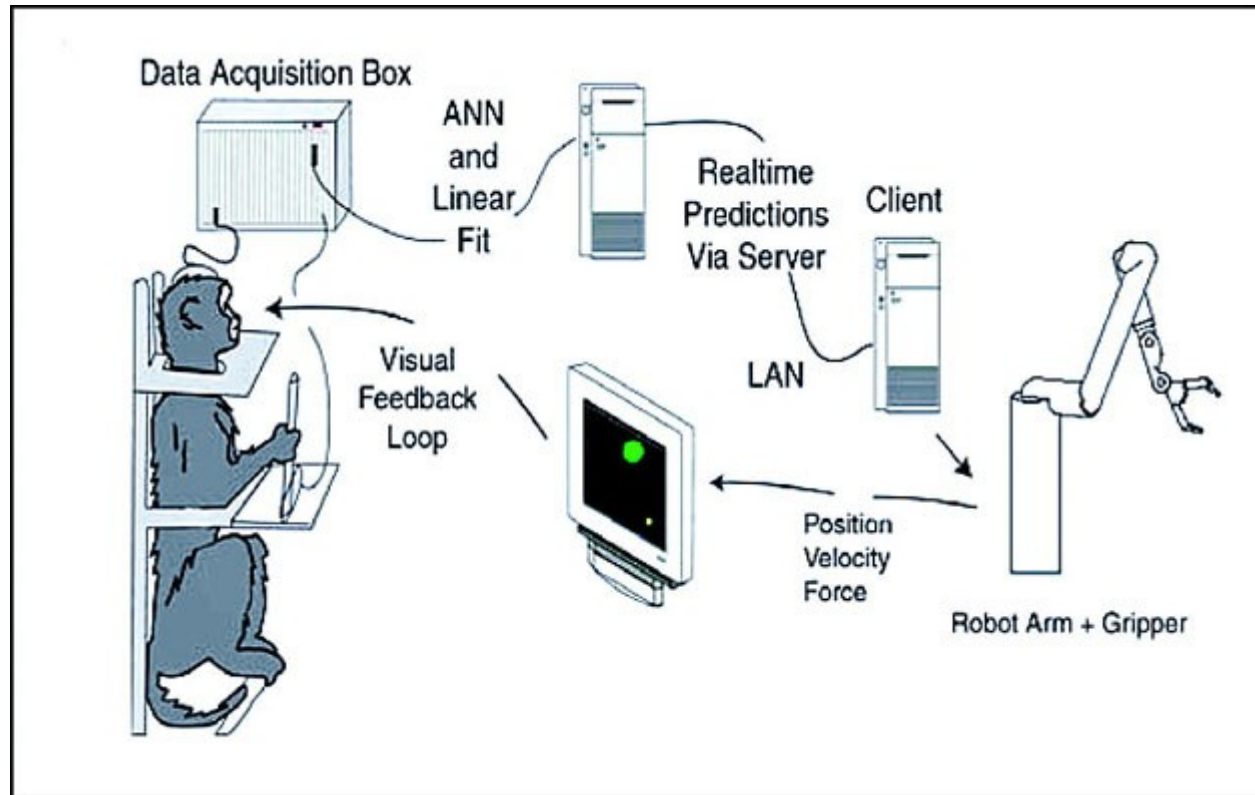 Data Acquisition Box
ANN
and
Linear
Fit
Realtime
Predictions
Via Server
Client
LAN
Visual
Feedback
Loop
Position
Velocity
Force
Robot Arm + Gripper